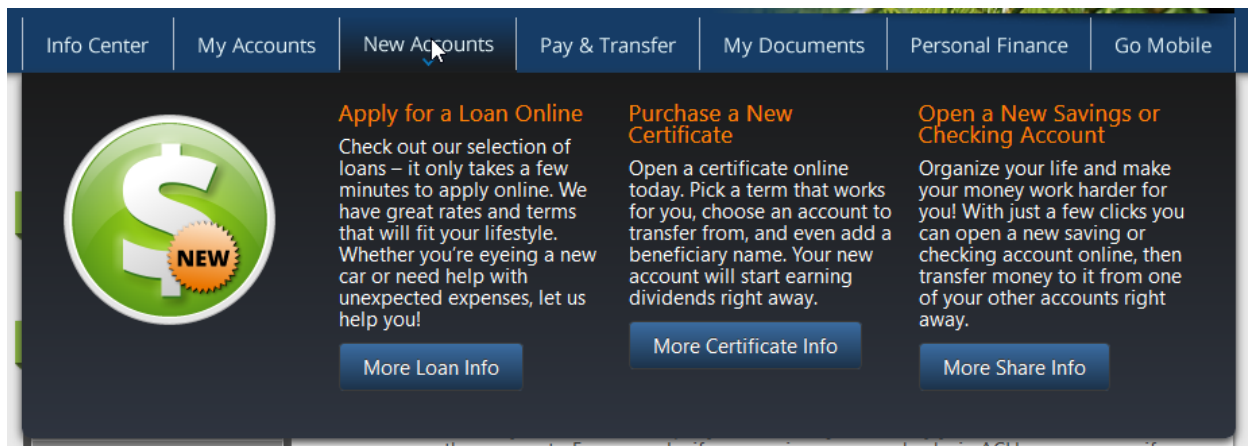 Info Center
My Accounts
New Accounts
Pay & Transfer
My Documents
Personal Finance
Go Mobile
NEW
Apply for a Loan Online
Check out our selection of
loans – it only takes a few
minutes to apply online. We
have great rates and terms
that will fit your lifestyle.
Whether you're eyeing a new
car or need help with
unexpected expenses, let us
help you!
More Loan Info
Purchase a New
Certificate
Open a certificate online
today. Pick a term that works
for you, choose an account to
transfer from, and even add a
beneficiary name. Your new
account will start earning
dividends right away.
More Certificate Info
Open a New Savings or
Checking Account
Organize your life and make
your money work harder for
you! With just a few clicks you
can open a new saving or
checking account online, then
transfer money to it from one
of your other accounts right
away.
More Share Info